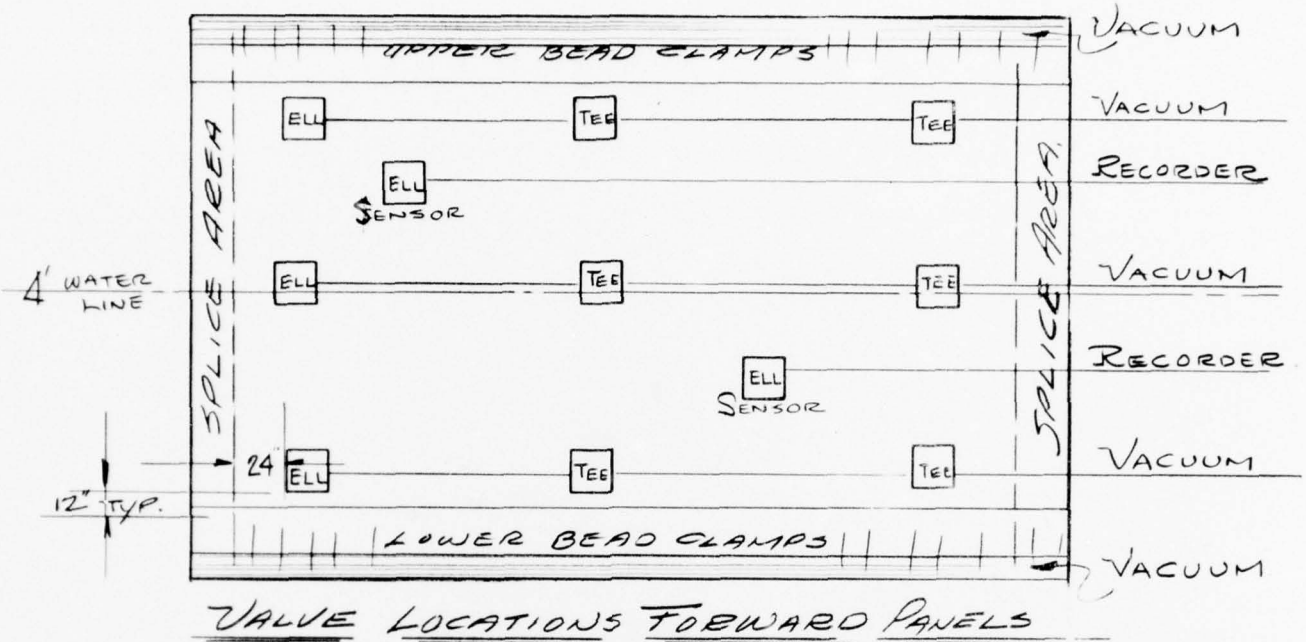 UPPER BEAD CLAMPS
VACUUM
ELL TEE TEE VACUUM
ELL RECORDER
SENSOR
SPLICE AREA
SPLICE AREA
4' WATER LINE
ELL TEE TEE VACUUM
ELL RECORDER
SENSOR
24
ELL TEE TEE VACUUM
12" TYP.
LOWER BEAD CLAMPS
VACUUM
VALVE LOCATIONS FORWARD PANELS